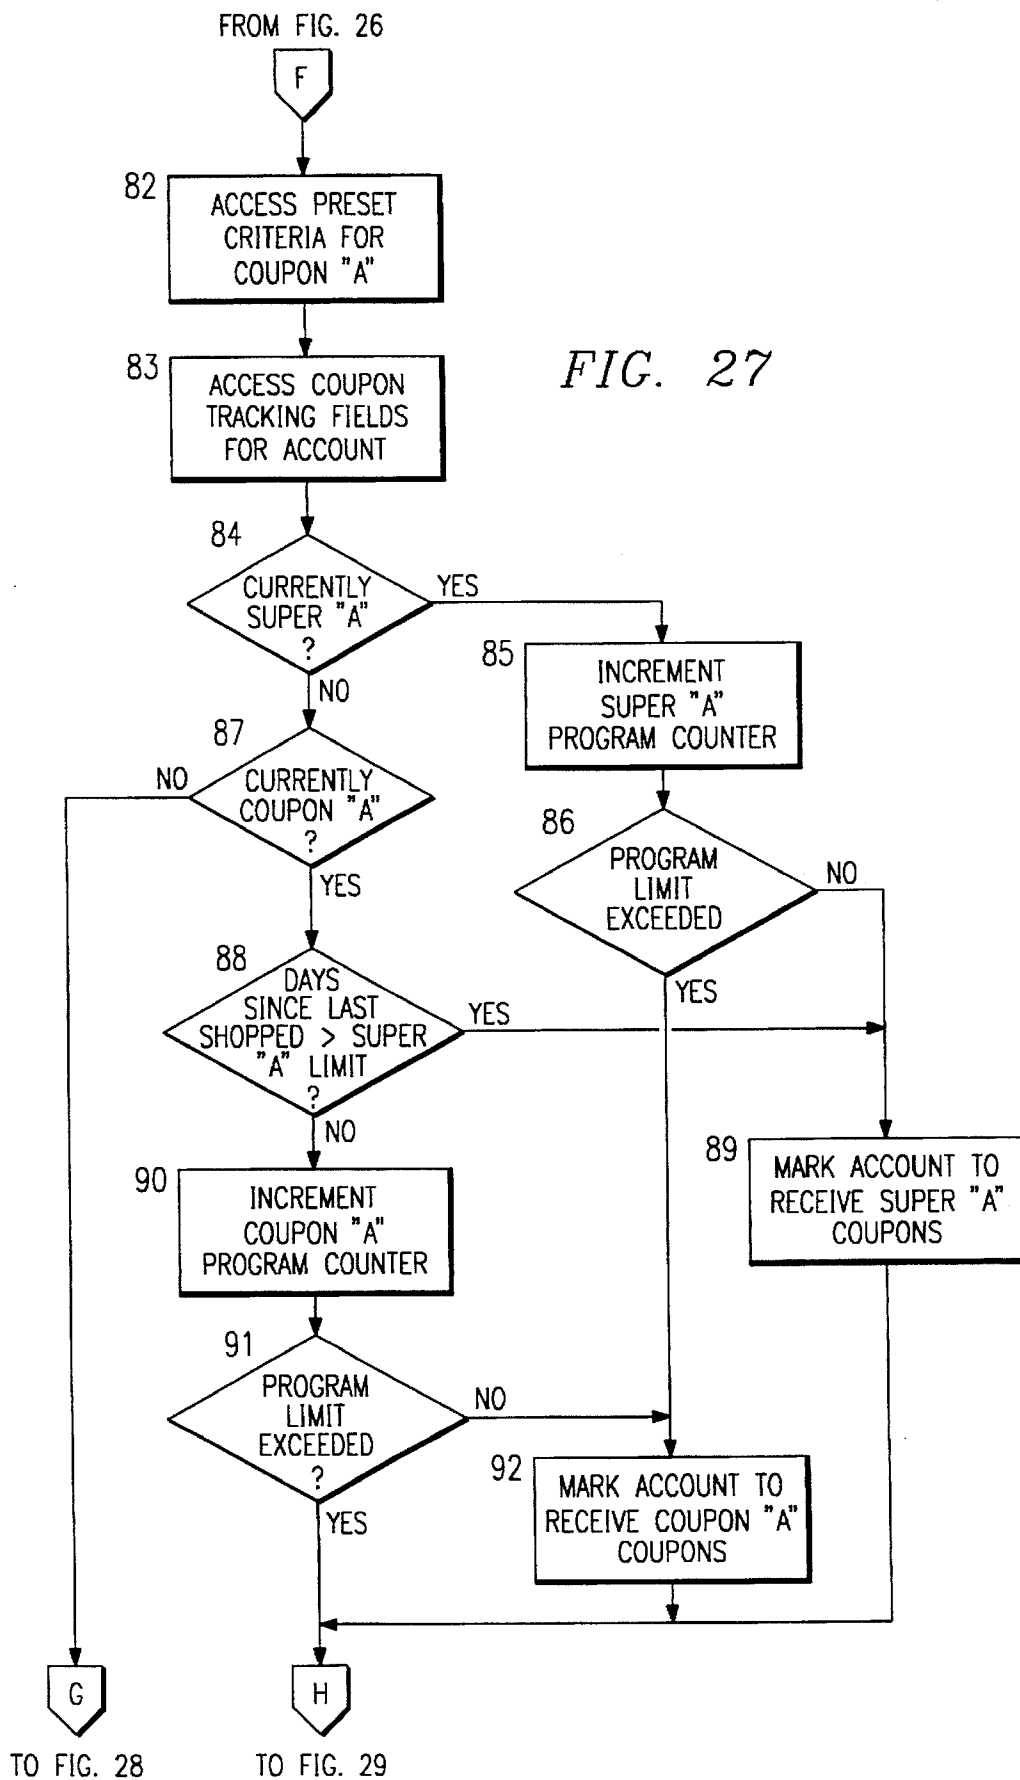 FROM FIG. 26
F
82
ACCESS PRESET
CRITERIA FOR
COUPON "A"
83
ACCESS COUPON
TRACKING FIELDS
FOR ACCOUNT
FIG. 27
84
CURRENTLY
SUPER "A"
?
YES
NO
85
INCREMENT
SUPER "A"
PROGRAM COUNTER
87
CURRENTLY
COUPON "A"
?
NO
YES
86
PROGRAM
LIMIT
EXCEEDED
NO
YES
88
DAYS
SINCE LAST
SHOPPED > SUPER
"A" LIMIT
?
YES
NO
89
MARK ACCOUNT TO
RECEIVE SUPER "A"
COUPONS
90
INCREMENT
COUPON "A"
PROGRAM COUNTER
91
PROGRAM
LIMIT
EXCEEDED
?
NO
YES
92
MARK ACCOUNT TO
RECEIVE COUPON "A"
COUPONS
G
H
TO FIG. 28
TO FIG. 29